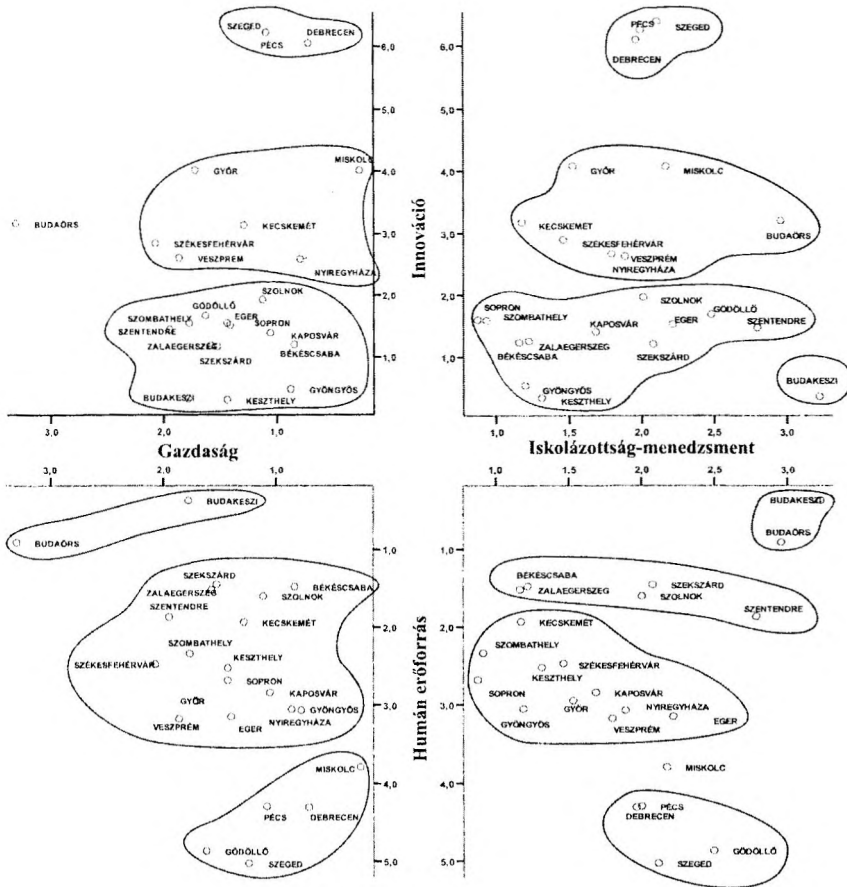 SZEGED
PÉCS
DEBRECEN
6,0
5,0
4,0
3,0
2,0
1,0
MISKOLC
GYŐR
BUDAÖRS
KECSKEMÉT
SZÉKESFEHÉRVÁR
VESZPRÉM
NYIREGYHÁZA
SZOLNOK
GÖDÖLLŐ
SZOMBATHELY
EGER
SZENTENDRE
SOPRON
KAPOSVÁR
ZALAEGERSZEG
BÉKÉSCSABA
SZEKSZÁRD
GYÖNGYÖS
BUDAKESZI
KESZTHELY
3,0
2,0
1,0
Gazdaság
Innováció
PÉCS
SZEGED
DEBRECEN
6,0
5,0
4,0
3,0
2,0
1,0
GYŐR
MISKOLC
KECSKEMÉT
BUDAÖRS
SZÉKESFEHÉRVÁR
VESZPRÉM
NYIREGYHÁZA
SOPRON
SZOLNOK
SZOMBATHELY
GÖDÖLLŐ
KAPOSVÁR
EGER
SZENTENDRE
BÉKÉSCSABA
ZALAEGERSZEG
SZEKSZÁRD
BUDAKESZI
GYÖNGYÖS
KESZTHELY
1,0
1,5
2,0
2,5
3,0
Iskolázottság-menedzsment
3,0
2,0
1,0
BUDAKESZI
BUDAÖRS
1,0
2,0
3,0
4,0
5,0
SZEKSZÁRD
ZALAEGERSZEG
BÉKÉSCSABA
SZOLNOK
SZENTENDRE
KECSKEMÉT
SZOMBATHELY
SZÉKESFEHÉRVÁR
KESZTHELY
SOPRON
KAPOSVÁR
GYŐR
GYÖNGYÖS
VESZPRÉM
EGER
NYIREGYHÁZA
MISKOLC
PÉCS
DEBRECEN
GÖDÖLLŐ
SZEGED
Humán erőforrás
1,0
1,5
2,0
2,5
3,0
BUDAKESZI
BUDAÖRS
1,0
2,0
3,0
4,0
5,0
BÉKÉSCSABA
ZALAEGERSZEG
SZEKSZÁRD
SZOLNOK
SZENTENDRE
KECSKEMÉT
SZOMBATHELY
SZÉKESFEHÉRVÁR
KESZTHELY
SOPRON
KAPOSVÁR
GYŐR
NYIREGYHÁZA
GYÖNGYÖS
VESZPRÉM
EGER
MISKOLC
PÉCS
DEBRECEN
GÖDÖLLŐ
SZEGED